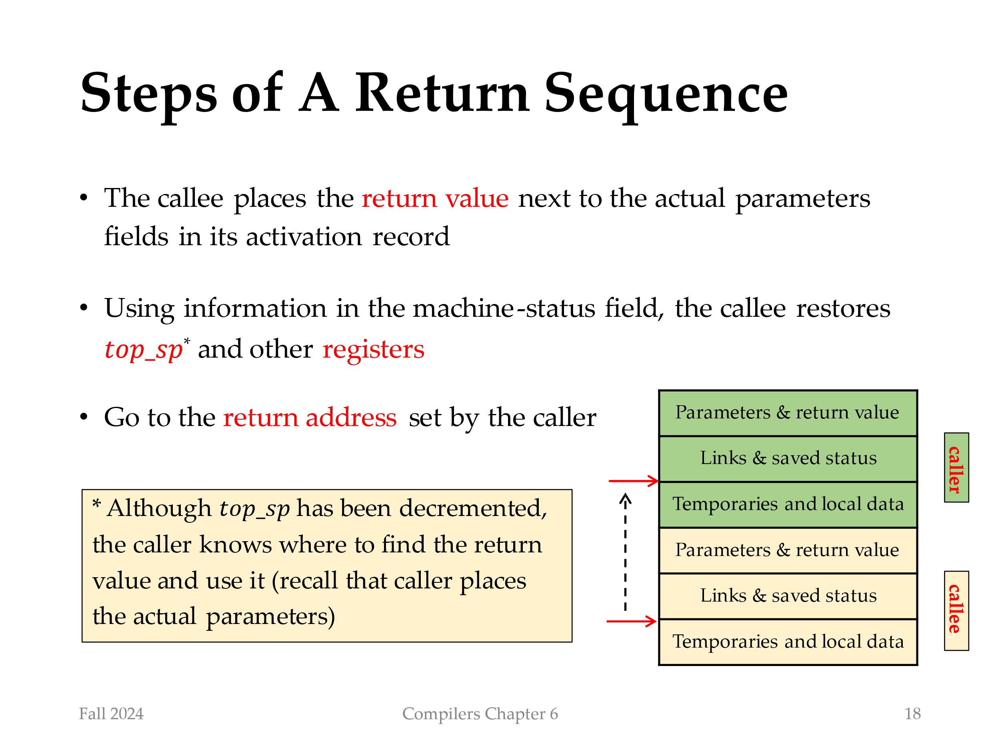 Steps of A Return Sequence
• The callee places the return value next to the actual parameters
fields in its activation record
• Using information in the machine-status field, the callee restores
top_sp* and other registers
• Go to the return address set by the caller
* Although top_sp has been decremented,
the caller knows where to find the return
value and use it (recall that caller places
the actual parameters)
Parameters & return value
Links & saved status
Temporaries and local data
Parameters & return value
Links & saved status
Temporaries and local data
caller
callee
Fall 2024
Compilers Chapter 6
18